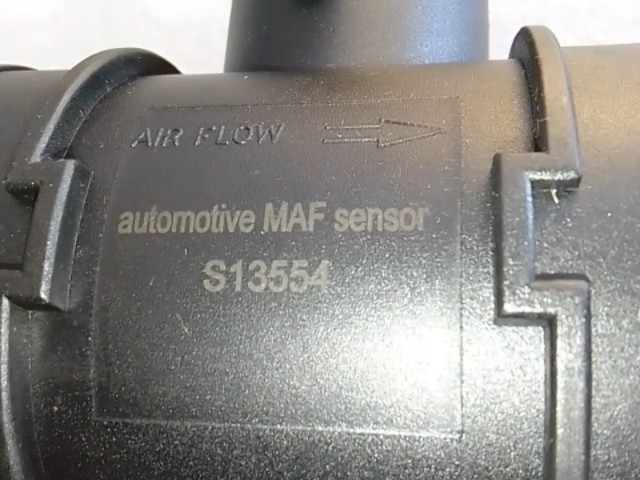 AIR FLOW
automotive MAF sensor
S13554